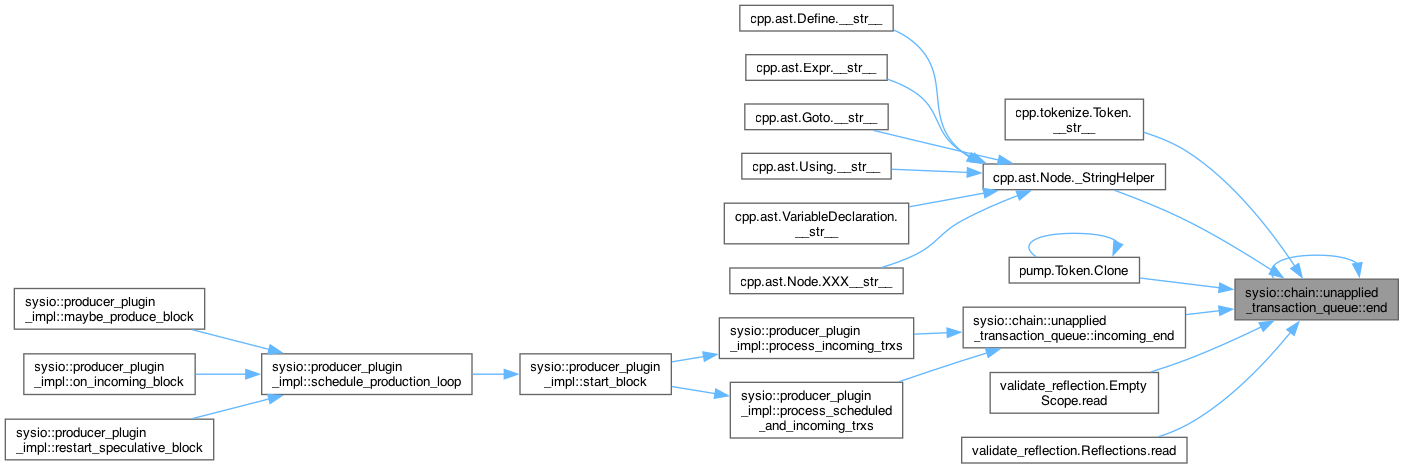 cpp.ast.Define.__str__
cpp.ast.Expr.__str__
cpp.ast.Goto.__str__
cpp.ast.Using.__str__
cpp.ast.VariableDeclaration.
__str__
cpp.ast.Node.XXX__str__
cpp.tokenize.Token.
__str__
cpp.ast.Node._StringHelper
pump.Token.Clone
sysio::chain::unapplied
_transaction_queue::end
sysio::chain::unapplied
_transaction_queue::incoming_end
validate_reflection.Empty
Scope.read
validate_reflection.Reflections.read
sysio::producer_plugin
_impl::process_incoming_trxs
sysio::producer_plugin
_impl::process_scheduled
_and_incoming_trxs
sysio::producer_plugin
_impl::start_block
sysio::producer_plugin
_impl::schedule_production_loop
sysio::producer_plugin
_impl::maybe_produce_block
sysio::producer_plugin
_impl::on_incoming_block
sysio::producer_plugin
_impl::restart_speculative_block